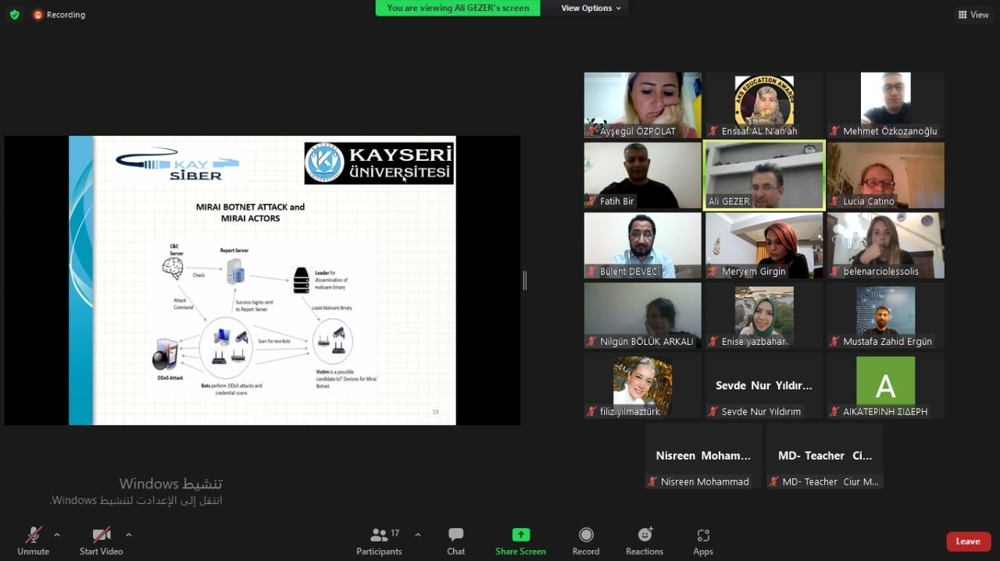 Recording
You are viewing Ali GEZER's screen
View Options
View
KAY
SİBER
KAYSERİ
ÜNİVERSİTESİ
MIRAI BOTNET ATTACK and
MIRAI ACTORS
C&C
Server
Report Server
Check
Loader for
dissemination of
malware binary
Attack
Command
Success logins sent
to Report Server
Loads Malware Binary
Scan for new Bots
DDoS Attack
Bots perform DDoS attacks and
credential scans
Victim is a possible
candidate IoT Devices for Mirai
Botnet
18
Ayşegül ÖZPOLAT
AKS EDUCATION AWARDS
GLOBAL
Enssaf AL N'an'ah
Mehmet Özkozanoğlu
Fatih Bir
Ali GEZER
Lucia Catino
Bülent DEVECİ
Meryem Girgin
belenarciolessolis
Nilgün BÖLÜK ARKALI
Enise yazbahar
Mustafa Zahid Ergün
filiz yılmaztürk
Sevde Nur Yıldır...
Sevde Nur Yıldırım
A
ΑΙΚΑΤΕΡΙΝΗ ΣΙΔΕΡΗ
Nisreen Moham...
Nisreen Mohammad
MD- Teacher Ci...
MD- Teacher Ciur M...
تنشيط Windows
انتقل إلى الإعدادت لتنشيط Windows.
Unmute
Start Video
17
Participants
Chat
Share Screen
Record
Reactions
Apps
Leave